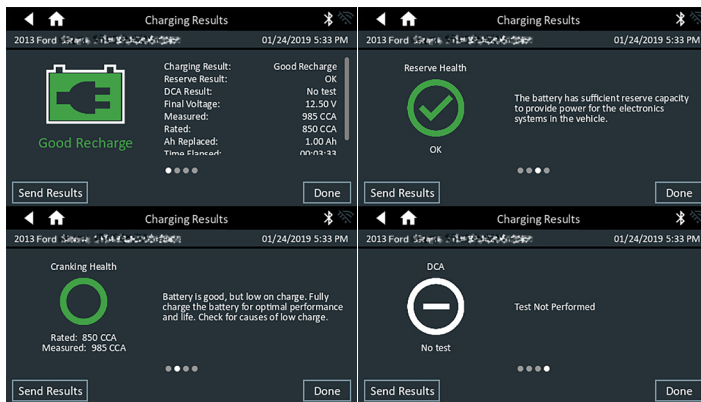 Charging Results
2013 Ford
01/24/2019 5:33 PM
Good Recharge
Charging Result: Good Recharge
Reserve Result: OK
DCA Result: No test
Final Voltage: 12.50 V
Measured: 985 CCA
Rated: 850 CCA
Ah Replaced: 1.00 Ah
Time Elapsed: 00:03:33
Send Results
Done
Charging Results
2013 Ford
01/24/2019 5:33 PM
Reserve Health
OK
The battery has sufficient reserve capacity
to provide power for the electronics
systems in the vehicle.
Send Results
Done
Charging Results
2013 Ford
01/24/2019 5:33 PM
Cranking Health
Rated: 850 CCA
Measured: 985 CCA
Battery is good, but low on charge. Fully
charge the battery for optimal performance
and life. Check for causes of low charge.
Send Results
Done
Charging Results
2013 Ford
01/24/2019 5:33 PM
DCA
No test
Test Not Performed
Send Results
Done